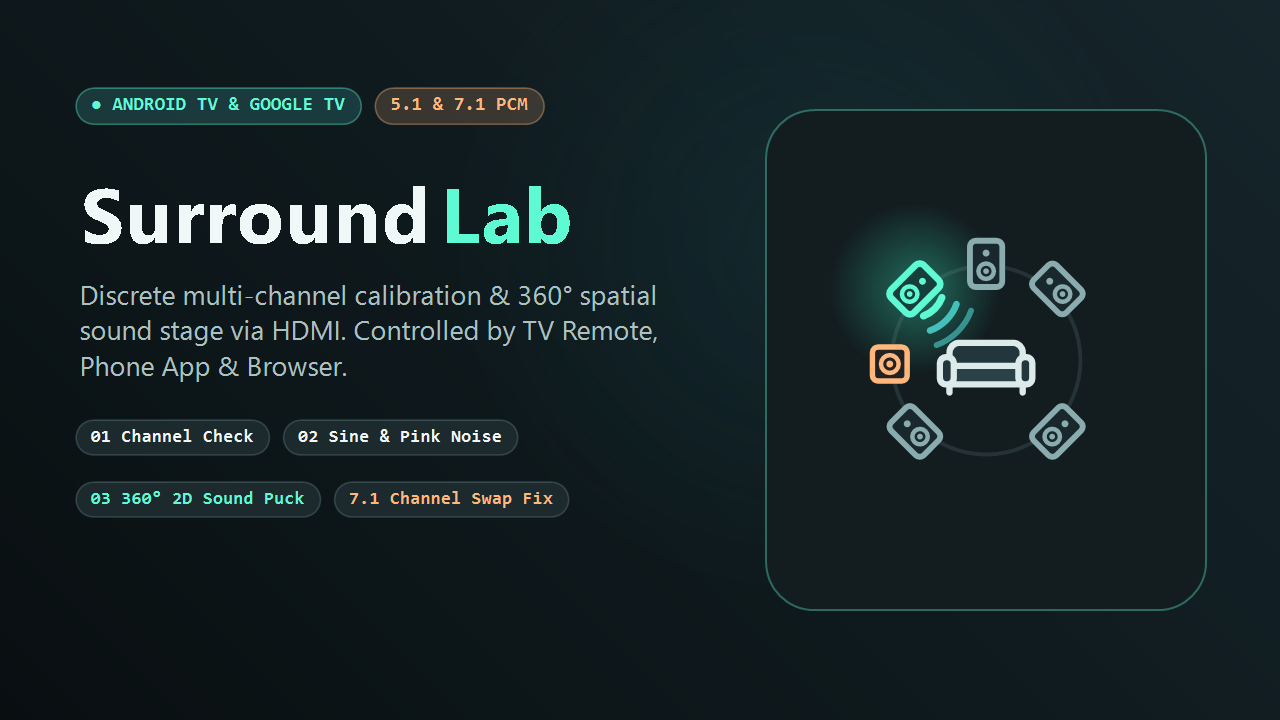 ● ANDROID TV & GOOGLE TV
5.1 & 7.1 PCM
Surround Lab
Discrete multi-channel calibration & 360° spatial
sound stage via HDMI. Controlled by TV Remote,
Phone App & Browser.
01 Channel Check
02 Sine & Pink Noise
03 360° 2D Sound Puck
7.1 Channel Swap Fix